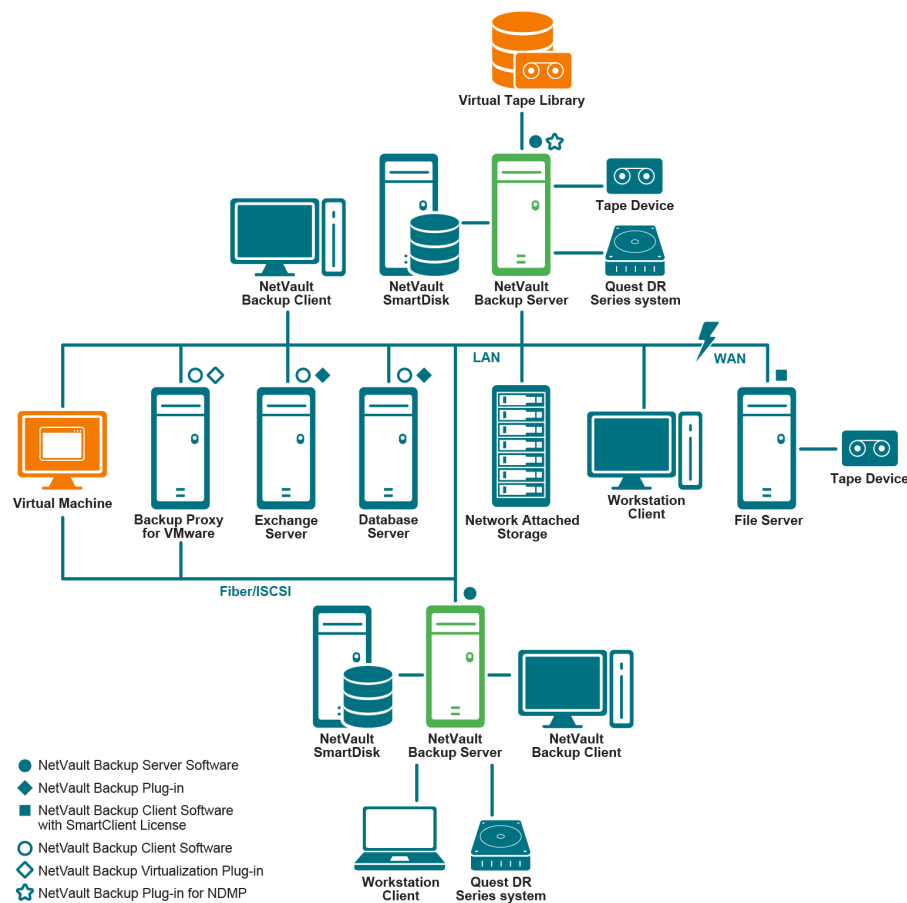 Virtual Tape Library
Tape Device
NetVault
Backup Client
NetVault
SmartDisk
NetVault
Backup Server
Quest DR
Series system
LAN
WAN
Virtual Machine
Backup Proxy
for VMware
Exchange
Server
Database
Server
Network Attached
Storage
Workstation
Client
File Server
Tape Device
Fiber/ISCSI
NetVault
SmartDisk
NetVault
Backup Server
NetVault
Backup Client
NetVault Backup Server Software
NetVault Backup Plug-in
NetVault Backup Client Software
with SmartClient License
NetVault Backup Client Software
NetVault Backup Virtualization Plug-in
NetVault Backup Plug-in for NDMP
Workstation
Client
Quest DR
Series system